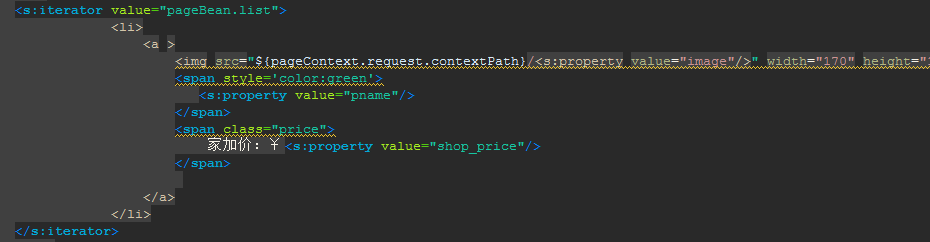 <s:iterator value="pageBean.list">
<li>
<a >
<img src="${pageContext.request.contextPath}/<s:property value="image"/>" width="170" height="
<span style='color:green'>
<s:property value="pname"/>
</span>
<span class="price">
家加价：￥<s:property value="shop_price"/>
</span>
</a>
</li>
</s:iterator>